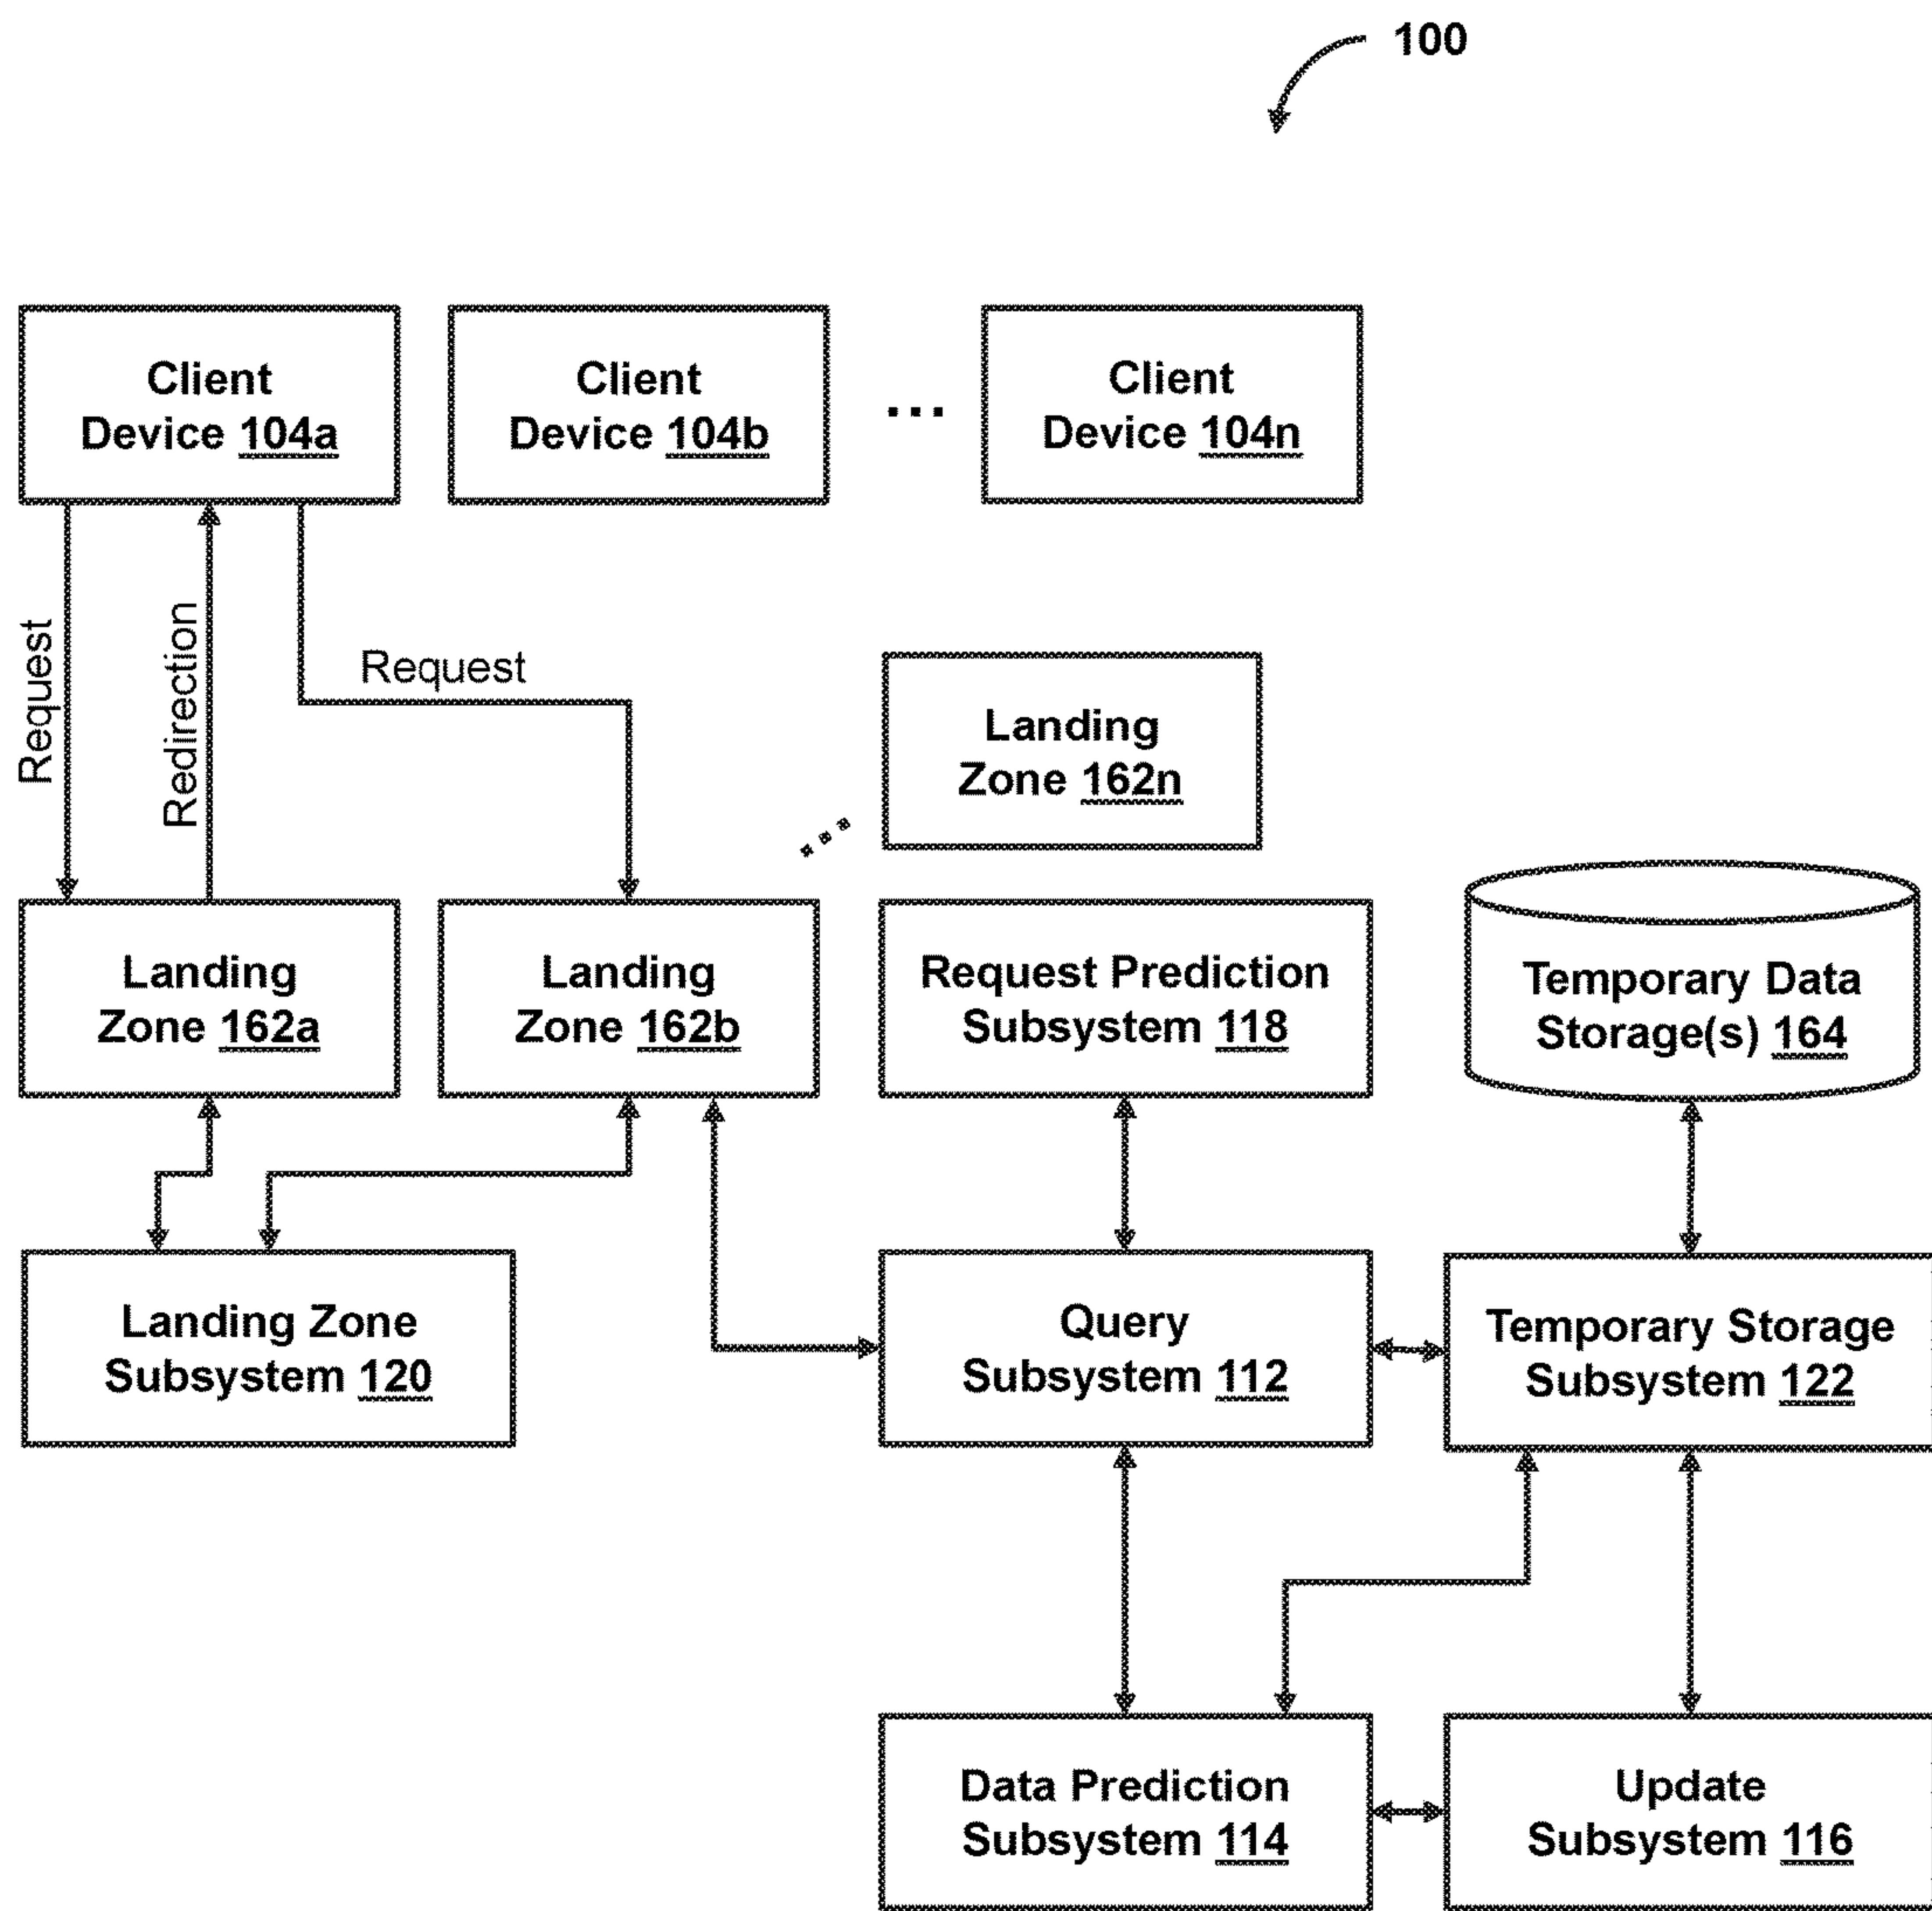 100
Client
Device 104a
Client
Device 104b
...
Client
Device 104n
Request
Redirection
Request
Landing
Zone 162n
...
Landing
Zone 162a
Landing
Zone 162b
Request Prediction
Subsystem 118
Temporary Data
Storage(s) 164
Landing Zone
Subsystem 120
Query
Subsystem 112
Temporary Storage
Subsystem 122
Data Prediction
Subsystem 114
Update
Subsystem 116